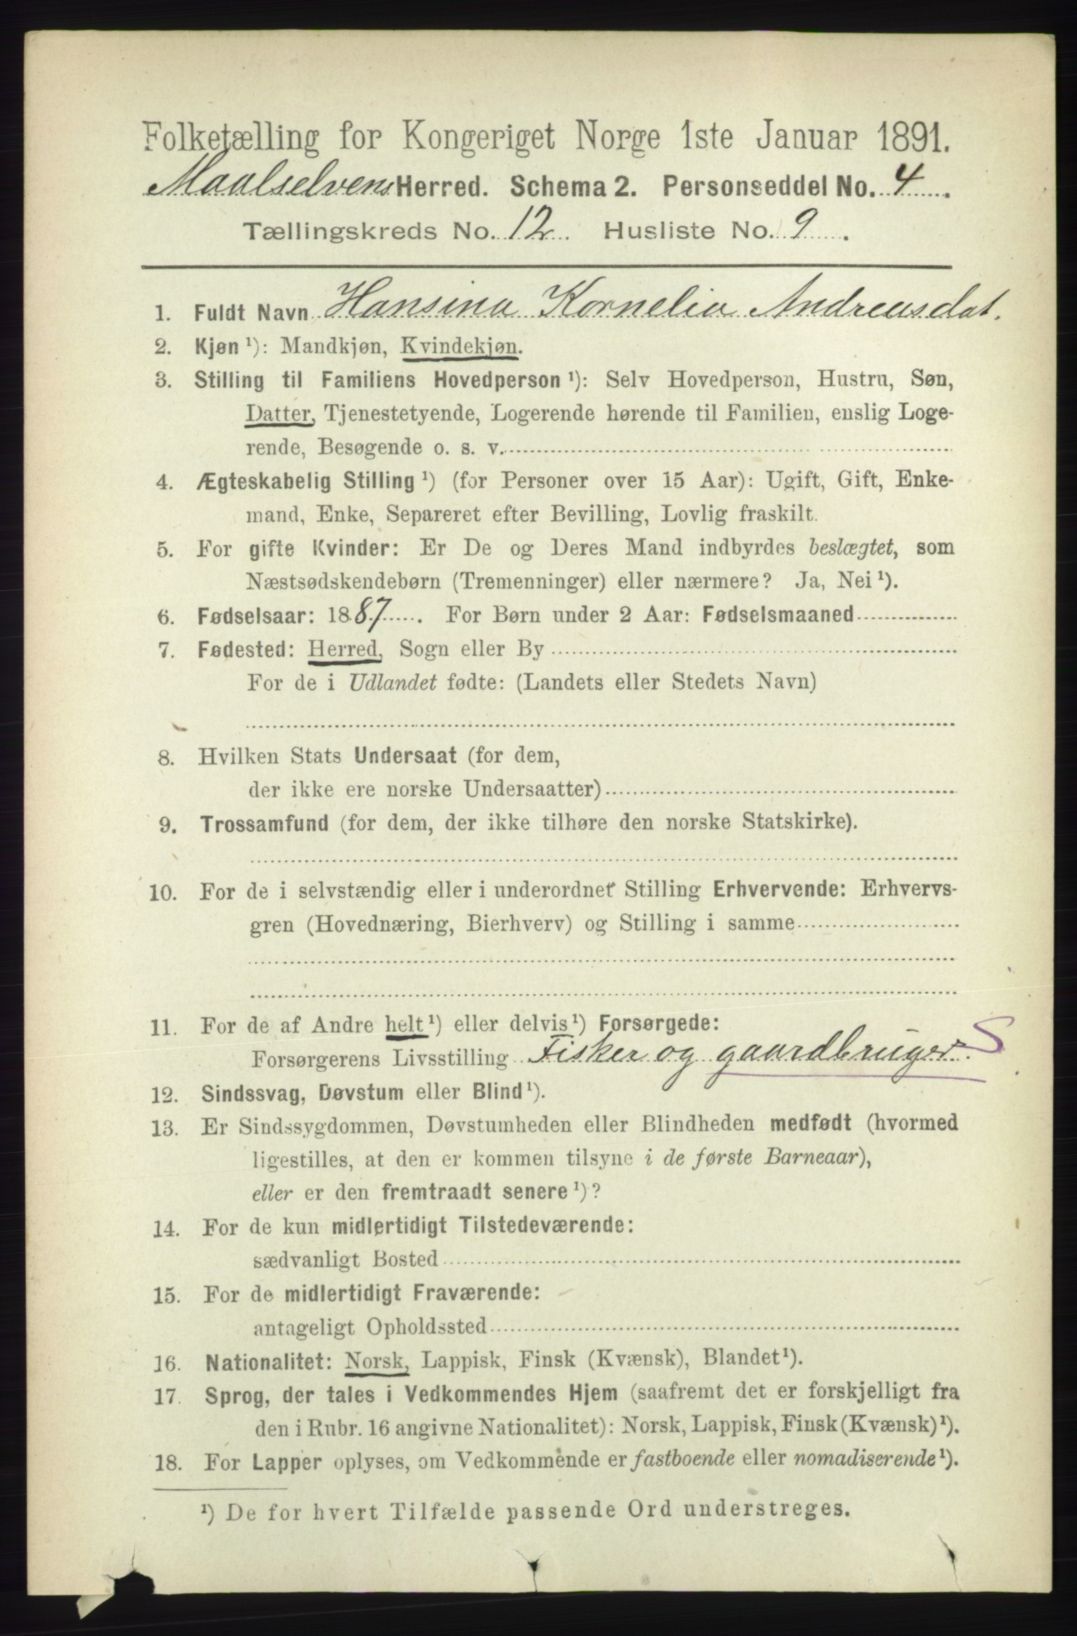 Folketælling for Kongeriget Norge 1ste Januar 1891.
Maalselvens Herred. Schema 2. Personseddel No. 4.
Tællingskreds No. 12. Husliste No. 9.
1. Fuldt Navn Hansina Kornelia Andreasdat.
2. Kjøn ¹): Mandkjøn, Kvindekjøn.
3. Stilling til Familiens Hovedperson ¹): Selv Hovedperson, Hustru, Søn,
Datter, Tjenestetyende, Logerende hørende til Familien, enslig Loge-
rende, Besøgende o. s. v.
4. Ægteskabelig Stilling ¹) (for Personer over 15 Aar): Ugift, Gift, Enke-
mand, Enke, Separeret efter Bevilling, Lovlig fraskilt.
5. For gifte Kvinder: Er De og Deres Mand indbyrdes beslægtet, som
Næstsødskendebørn (Tremenninger) eller nærmere? Ja, Nei ¹).
6. Fødselsaar: 1887. For Børn under 2 Aar: Fødselsmaaned
7. Fødested: Herred, Sogn eller By
For de i Udlandet fødte: (Landets eller Stedets Navn)
8. Hvilken Stats Undersaat (for dem,
der ikke ere norske Undersaatter)
9. Trossamfund (for dem, der ikke tilhøre den norske Statskirke).
10. For de i selvstændig eller i underordnet Stilling Erhvervende: Erhvervs-
gren (Hovednæring, Bierhverv) og Stilling i samme
11. For de af Andre helt ¹) eller delvis ¹) Forsørgede:
Forsørgerens Livsstilling Fisker og gaardbruger. S
12. Sindssvag, Døvstum eller Blind ¹).
13. Er Sindssygdommen, Døvstumheden eller Blindheden medfødt (hvormed
ligestilles, at den er kommen tilsyne i de første Barneaar),
eller er den fremtraadt senere ¹)?
14. For de kun midlertidigt Tilstedeværende:
sædvanligt Bosted
15. For de midlertidigt Fraværende:
antageligt Opholdssted
16. Nationalitet: Norsk, Lappisk, Finsk (Kvænsk), Blandet ¹).
17. Sprog, der tales i Vedkommendes Hjem (saafremt det er forskjelligt fra
den i Rubr. 16 angivne Nationalitet): Norsk, Lappisk, Finsk (Kvænsk) ¹).
18. For Lapper oplyses, om Vedkommende er fastboende eller nomadiserende ¹).
¹) De for hvert Tilfælde passende Ord understreges.